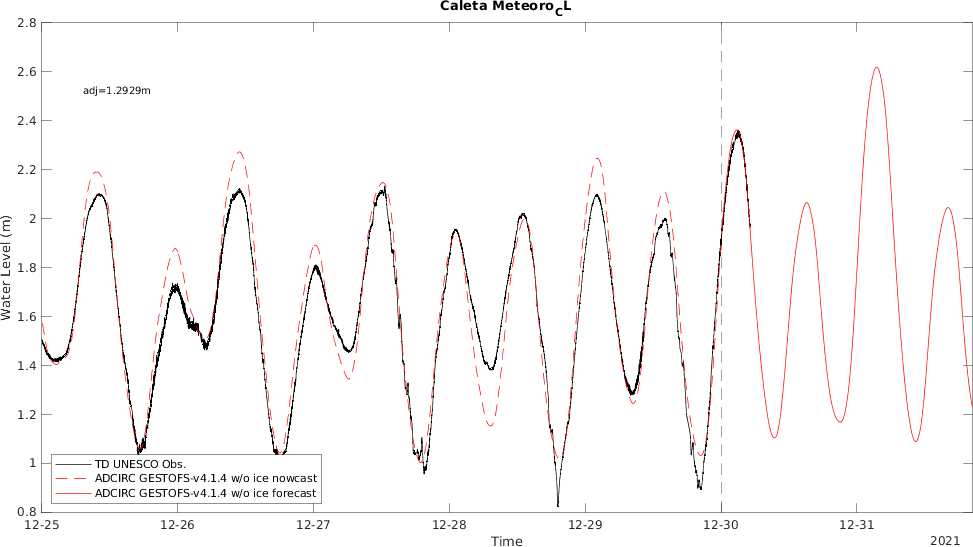 Caleta Meteoro_CL
2.8
2.6
2.4
2.2
2
1.8
1.6
1.4
1.2
1
0.8
Water Level (m)
adj=1.2929m
TD UNESCO Obs.
ADCIRC GESTOFS-v4.1.4 w/o ice nowcast
ADCIRC GESTOFS-v4.1.4 w/o ice forecast
12-25 12-26 12-27 12-28 12-29 12-30 12-31
Time
2021